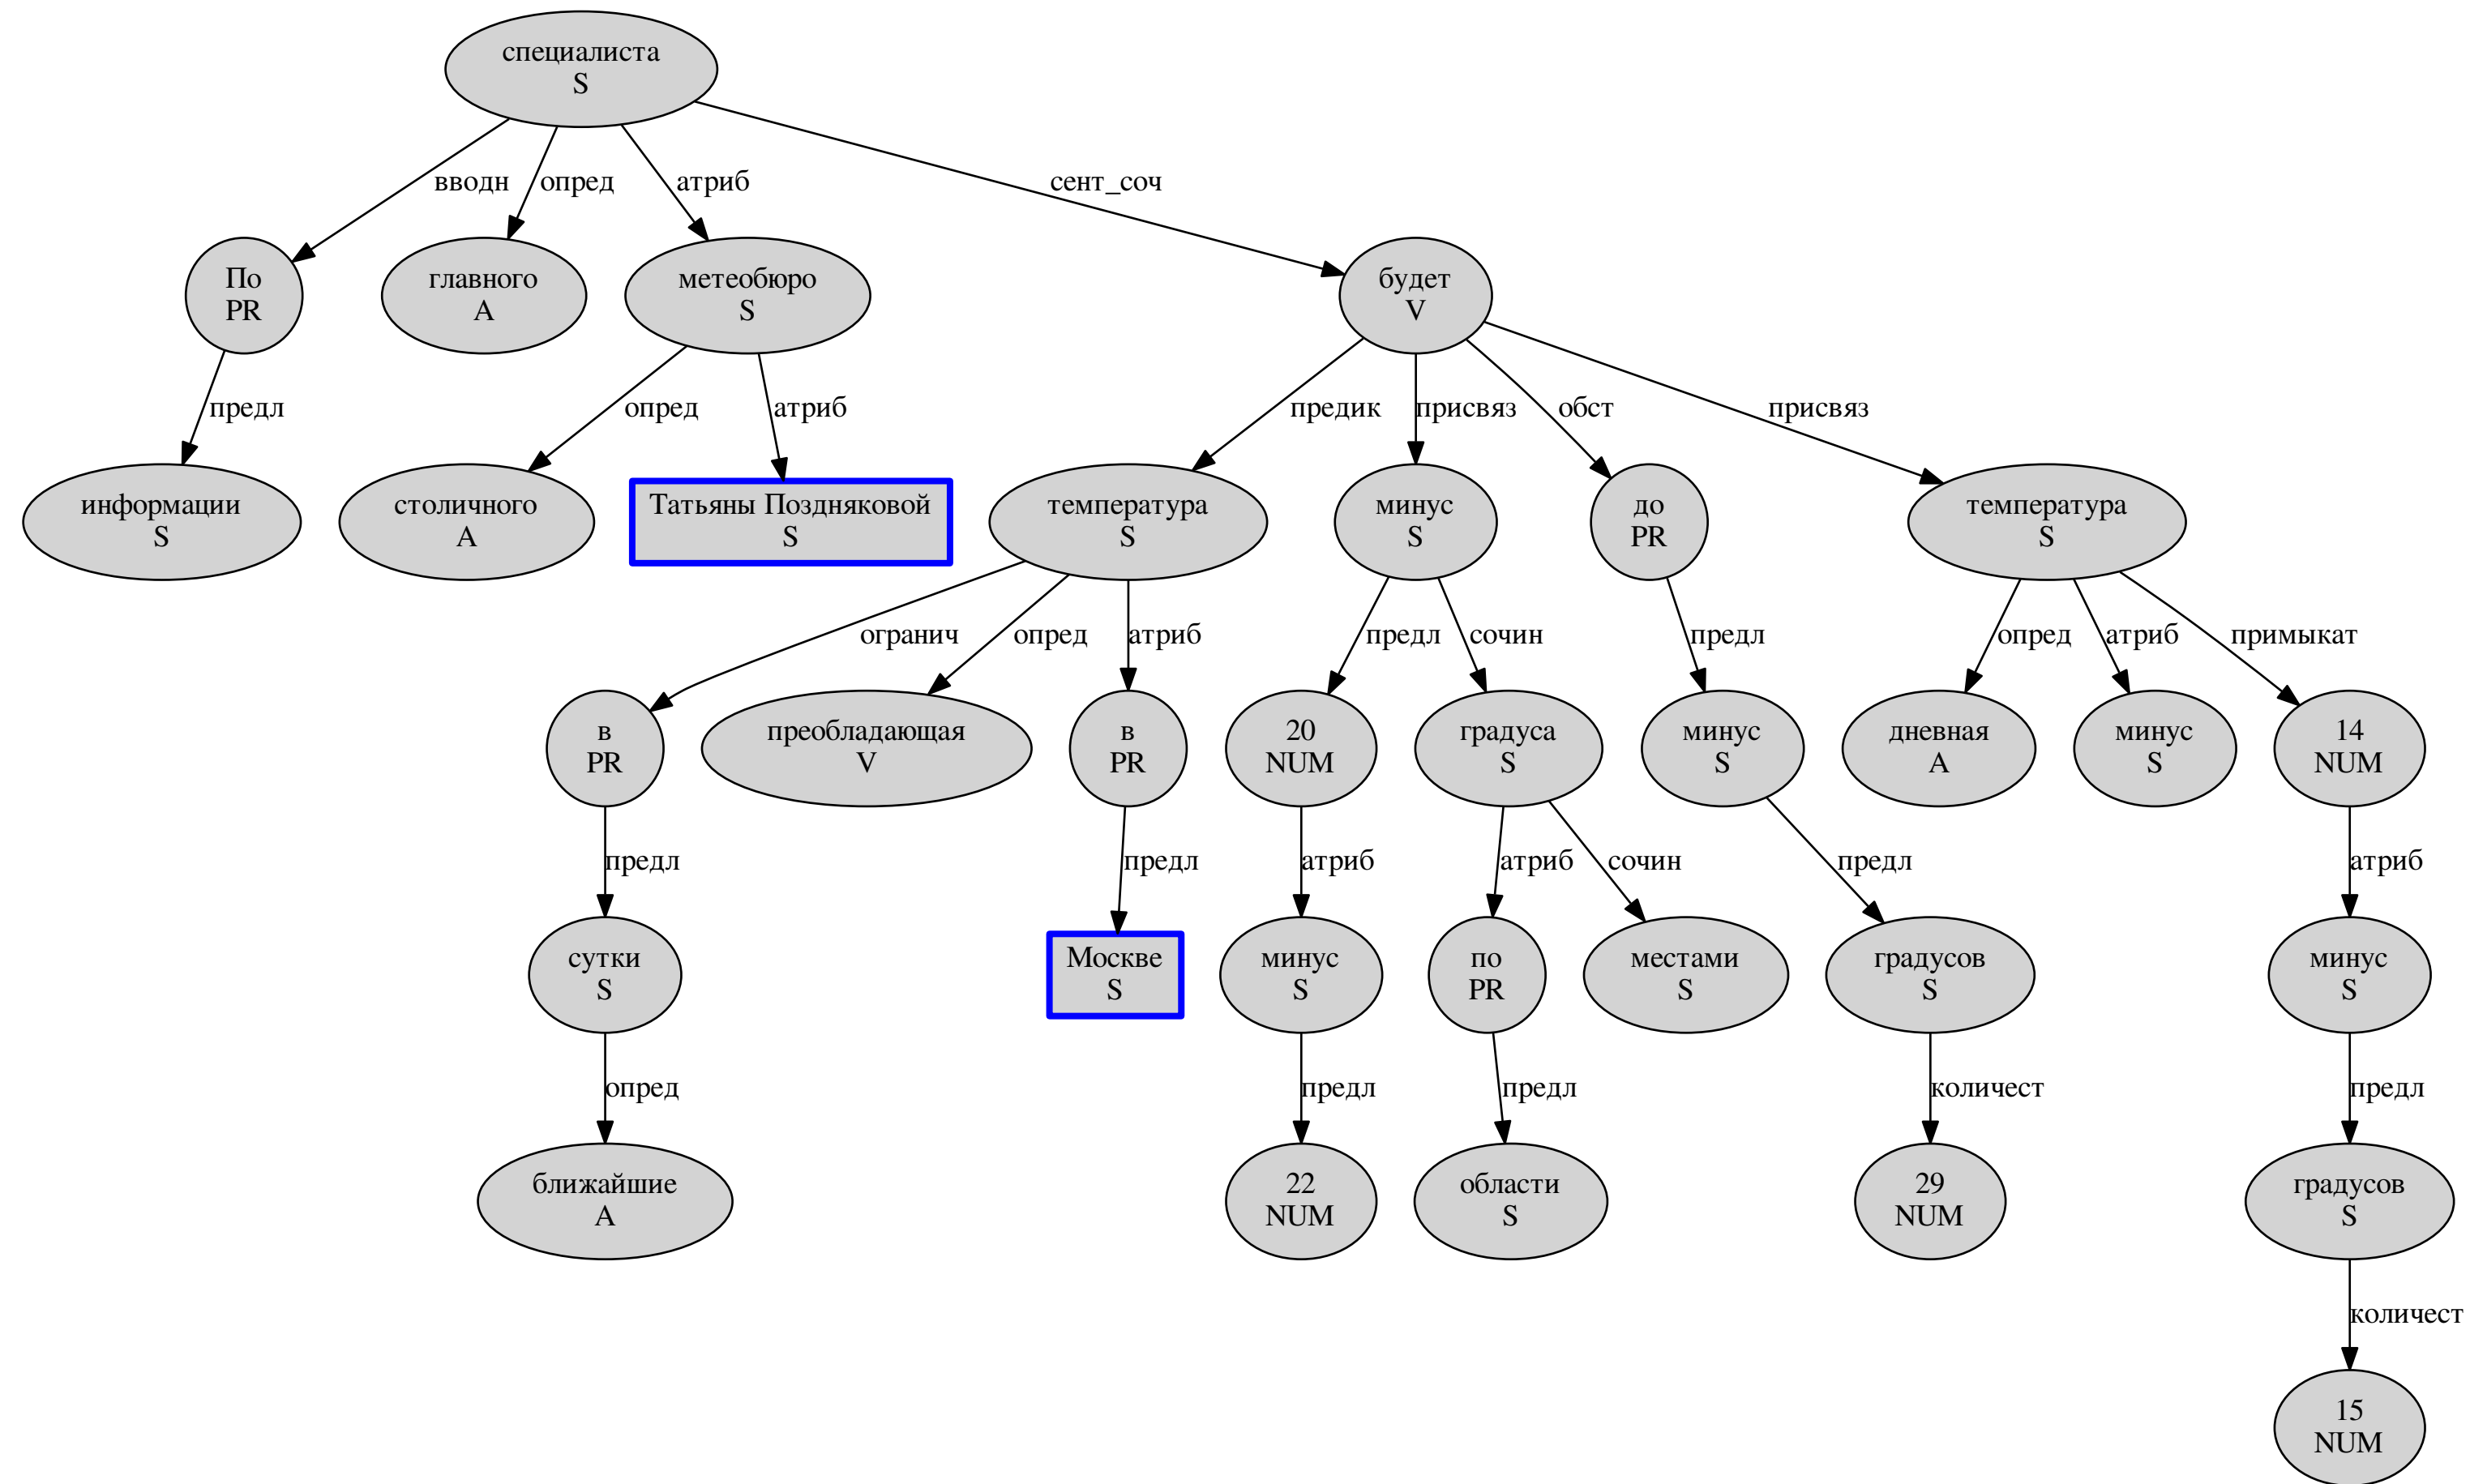 специалиста
S
вводн
опред
атриб
сент_соч
По
PR
главного
A
метеобюро
S
будет
V
предл
опред
атриб
предик
присвяз
обст
присвяз
информации
S
столичного
A
Татьяны Поздняковой
S
температура
S
минус
S
до
PR
температура
S
огранич
опред
атриб
предл
сочин
предл
опред
атриб
примыкат
в
PR
преобладающая
V
в
PR
20
NUM
градуса
S
минус
S
дневная
A
минус
S
14
NUM
предл
предл
атриб
атриб
сочин
предл
атриб
сутки
S
Москве
S
минус
S
по
PR
местами
S
градусов
S
минус
S
опред
предл
предл
количест
предл
ближайшие
A
22
NUM
области
S
29
NUM
градусов
S
количест
15
NUM